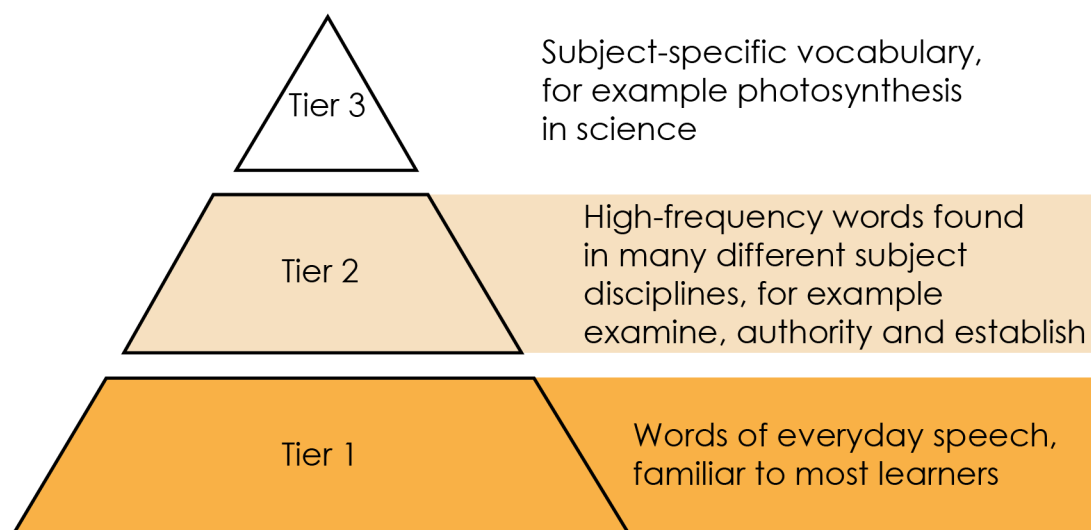 Tier 3
Subject-specific vocabulary,
for example photosynthesis
in science
Tier 2
High-frequency words found
in many different subject
disciplines, for example
examine, authority and establish
Tier 1
Words of everyday speech,
familiar to most learners